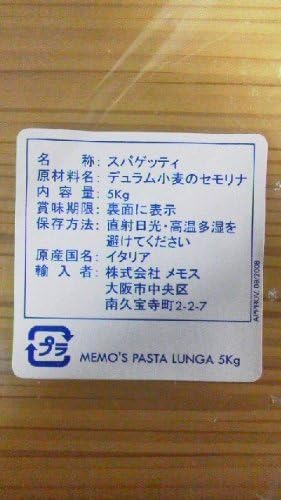 名　　称：スパゲッティ
原材料名：デュラム小麦のセモリナ
内 容 量：5Kg
賞味期限：裏面に表示
保存方法：直射日光・高温多湿を
避けてください
原産国名：イタリア
輸 入 者：株式会社 メモス
大阪市中央区
南久宝寺町2-2-7
プラ
MEMO'S PASTA LUNGA 5Kg
APPROV. 09/2008